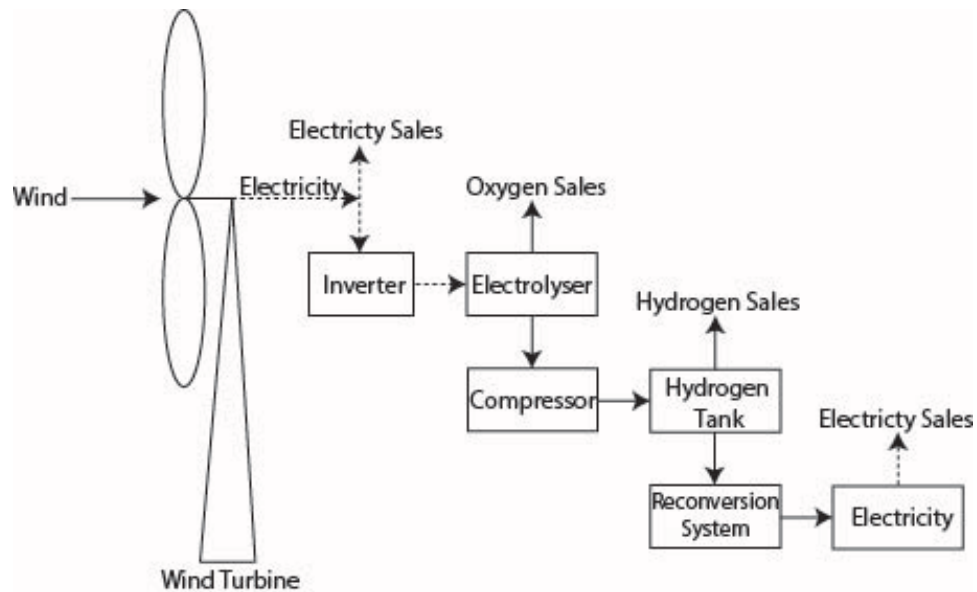 Electricty Sales
Wind
Electricity
Oxygen Sales
Inverter
Electrolyser
Hydrogen Sales
Compressor
Hydrogen
Tank
Electricty Sales
Reconversion
System
Electricity
Wind Turbine